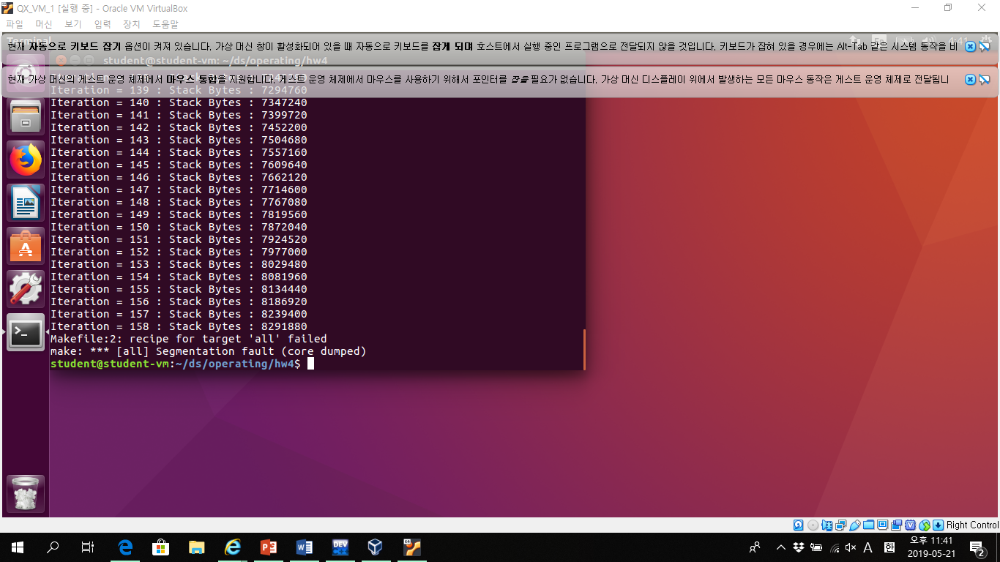 QX_VM_1 [실행 중] - Oracle VM VirtualBox
파일 머신 보기 입력 장치 도움말
Terminal 4:41
현재 자동으로 키보드 잡기 옵션이 켜져 있습니다. 가상 머신 창이 활성화되어 있을 때 자동으로 키보드를 잡게 되며 호스트에서 실행 중인 프로그램으로 전달되지 않을 것입니다. 키보드가 잡혀 있을 경우에는 Alt-Tab 같은 시스템 동작을 비
student@student-vm: ~/ds/operating/hw4
현재 가상 머신의 게스트 운영 체제에서 마우스 통합을 지원합니다. 게스트 운영 체제에서 마우스를 사용하기 위해서 포인터를 잡을 필요가 없습니다. 가상 머신 디스플레이 위에서 발생하는 모든 마우스 동작은 게스트 운영 체제로 전달됩니
Iteration = 139 : Stack Bytes : 7294760
Iteration = 140 : Stack Bytes : 7347240
Iteration = 141 : Stack Bytes : 7399720
Iteration = 142 : Stack Bytes : 7452200
Iteration = 143 : Stack Bytes : 7504680
Iteration = 144 : Stack Bytes : 7557160
Iteration = 145 : Stack Bytes : 7609640
Iteration = 146 : Stack Bytes : 7662120
Iteration = 147 : Stack Bytes : 7714600
Iteration = 148 : Stack Bytes : 7767080
Iteration = 149 : Stack Bytes : 7819560
Iteration = 150 : Stack Bytes : 7872040
Iteration = 151 : Stack Bytes : 7924520
Iteration = 152 : Stack Bytes : 7977000
Iteration = 153 : Stack Bytes : 8029480
Iteration = 154 : Stack Bytes : 8081960
Iteration = 155 : Stack Bytes : 8134440
Iteration = 156 : Stack Bytes : 8186920
Iteration = 157 : Stack Bytes : 8239400
Iteration = 158 : Stack Bytes : 8291880
Makefile:2: recipe for target 'all' failed
make: *** [all] Segmentation fault (core dumped)
student@student-vm:~/ds/operating/hw4$
Right Control
A 한 오후 11:41
2019-05-21
2